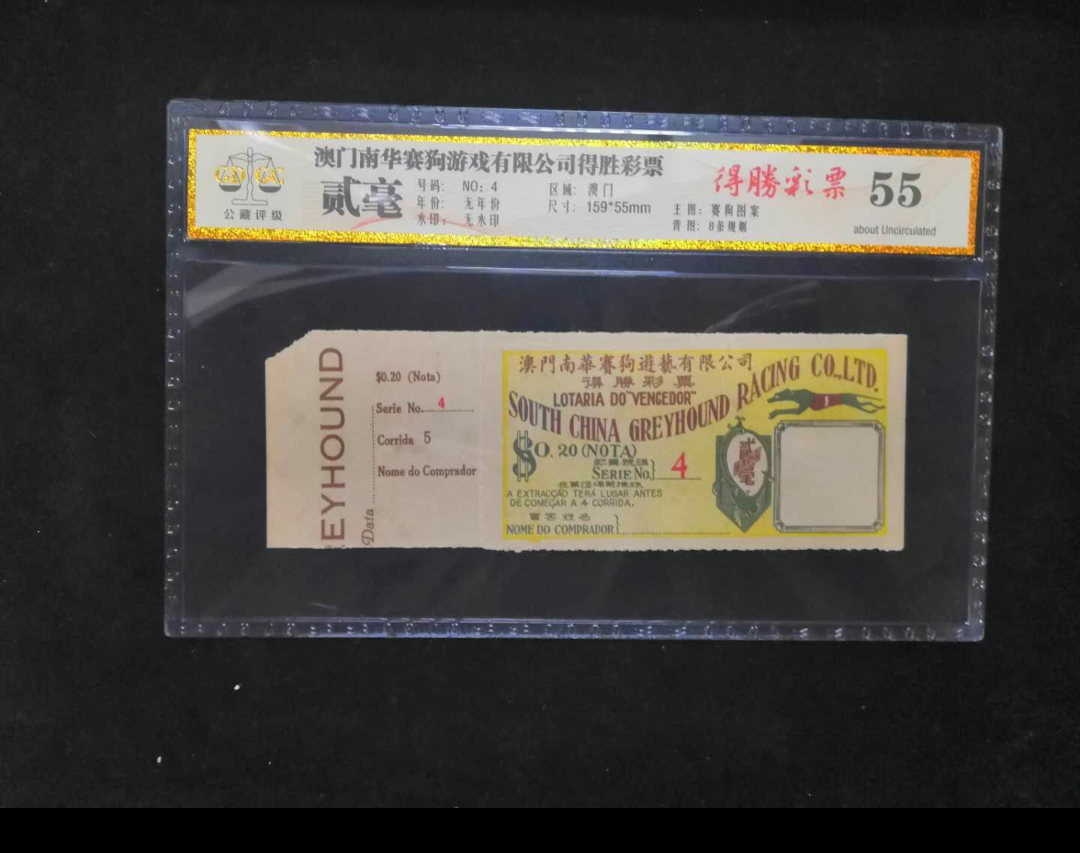 澳门南华赛狗游戏有限公司得胜彩票
GDGC
公藏评级
贰毫
号码: NO: 4
年份: 无年份
水印: 无水印
区域: 澳门
尺寸: 159*55mm
主图: 赛狗图案
背图: 8条规则
得勝彩票
55
about Uncirculated
EYHOUND
$0.20 (Nota)
Serie No. 4
Corrida 5
Nome do Comprador
Data
澳門南華賽狗遊藝有限公司
得勝彩票
LOTARIA DO "VENGEDOR"
SOUTH CHINA GREYHOUND RACING CO., LTD.
$0.20 (NOTA)
SERIE No. 4
A EXTRACÇÃO TERÁ LUGAR ANTES
DE COMEÇAR A 4 CORRIDA.
姓名
NOME DO COMPRADOR
貳毫